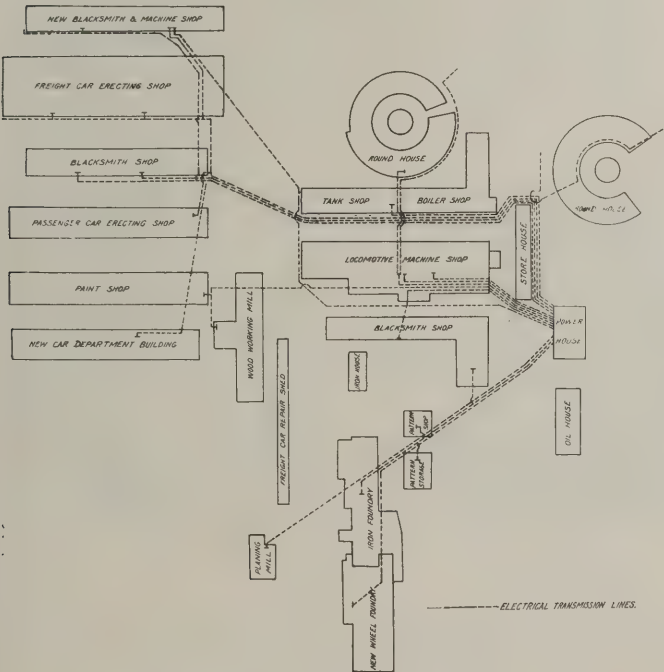 NEW BLACKSMITH & MACHINE SHOP
FREIGHT CAR ERECTING SHOP
ROUND HOUSE
BLACKSMITH SHOP
ROUND HOUSE
TANK SHOP
BOILER SHOP
PASSENGER CAR ERECTING SHOP
STORE HOUSE
LOCOMOTIVE MACHINE SHOP
PAINT SHOP
WOOD WORKING MILL
BLACKSMITH SHOP
POWER
HOUSE
NEW CAR DEPARTMENT BUILDING
IRON HOUSE
FREIGHT CAR REPAIR SHED
OIL HOUSE
PATTERN
SHOP
PATTERN
STORAGE
IRON FOUNDRY
PLANING
MILL
NEW WHEEL FOUNDRY
ELECTRICAL TRANSMISSION LINES.